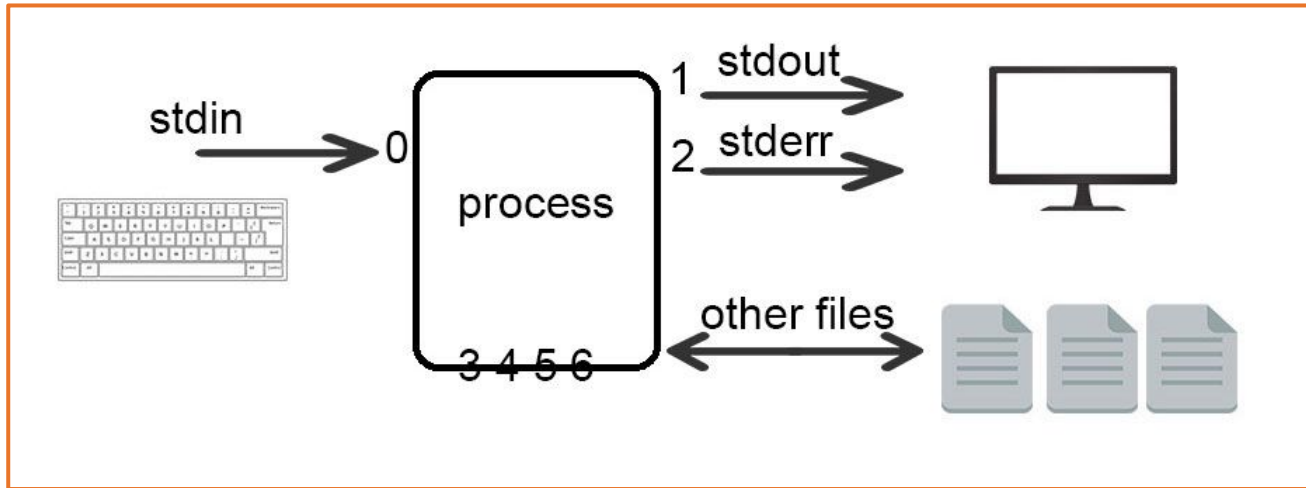 stdin
0
process
3 4 5 6
1
stdout
2
stderr
other files